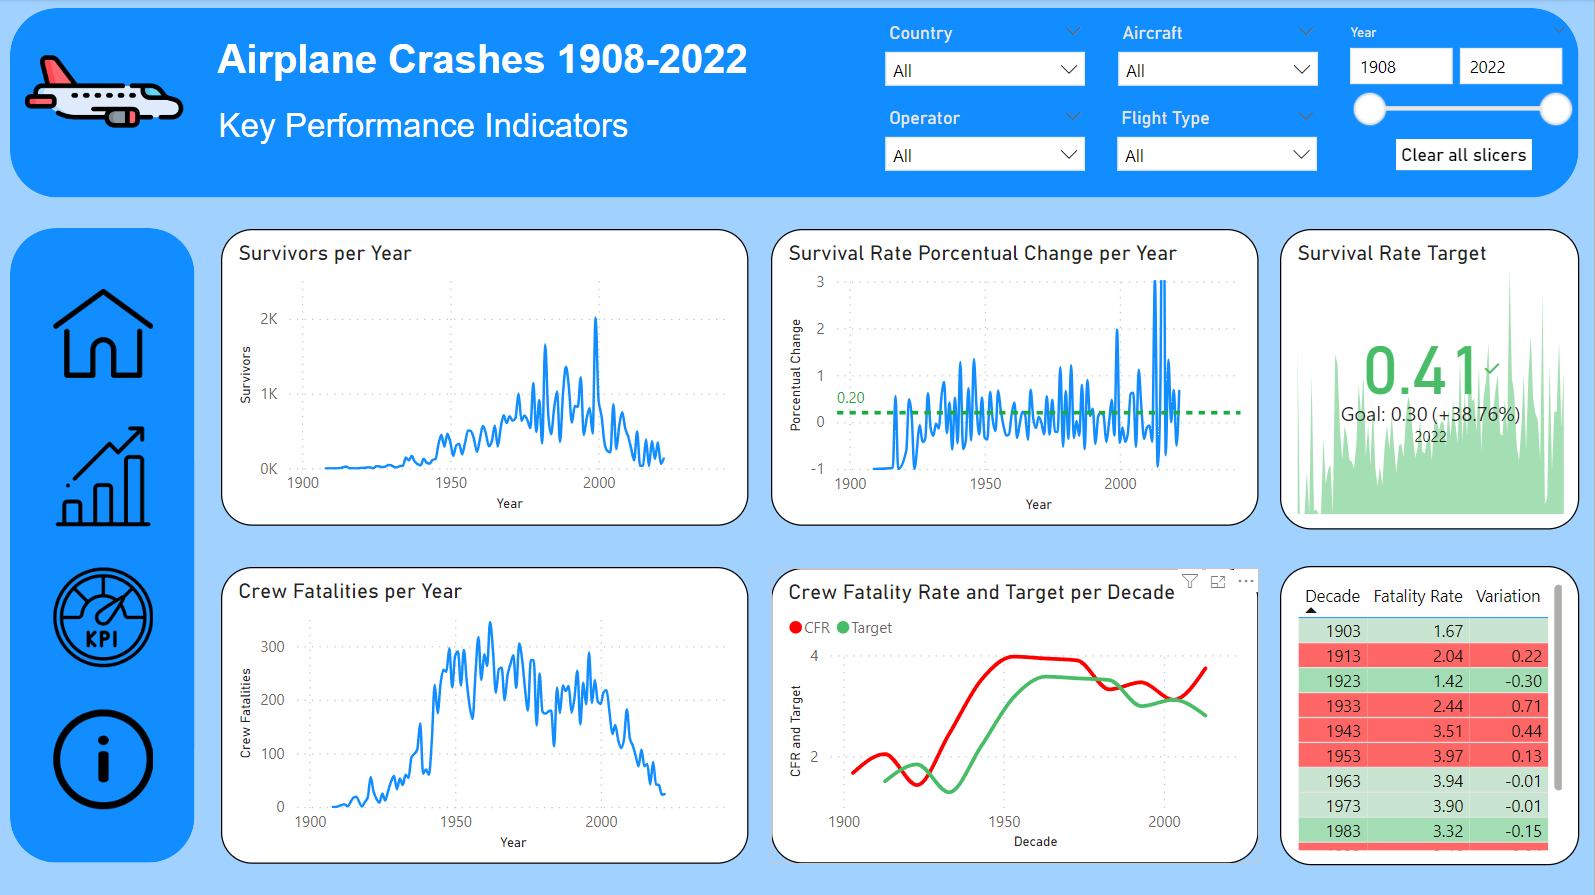 Airplane Crashes 1908-2022
Key Performance Indicators
Country
All
Aircraft
All
Year
1908
2022
Operator
All
Flight Type
All
Clear all slicers
KPI
Survivors per Year
Survivors
2K
1K
0K
1900
1950
2000
Year
Survival Rate Porcentual Change per Year
Porcentual Change
3
2
1
0
-1
0.20
1900
1950
2000
Year
Survival Rate Target
0.41
Goal: 0.30 (+38.76%)
2022
Crew Fatalities per Year
Crew Fatalities
300
200
100
0
1900
1950
2000
Year
Crew Fatality Rate and Target per Decade
CFR Target
CFR and Target
4
2
1900
1950
2000
Decade
Decade Fatality Rate Variation
1903 1.67
1913 2.04 0.22
1923 1.42 -0.30
1933 2.44 0.71
1943 3.51 0.44
1953 3.97 0.13
1963 3.94 -0.01
1973 3.90 -0.01
1983 3.32 -0.15